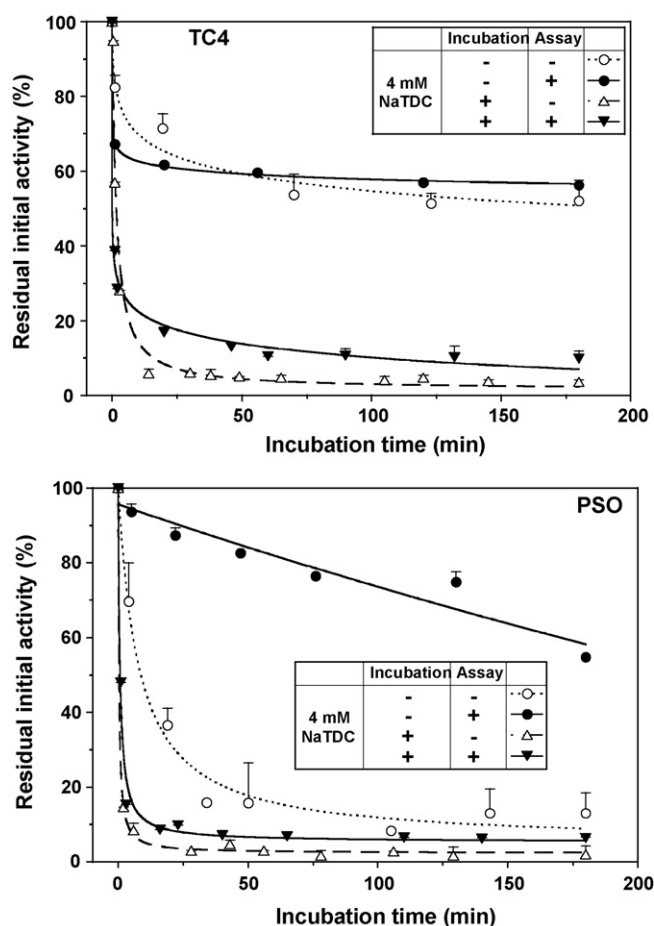 TC4
Residual initial activity (%)
100
80
60
40
20
0
Incubation Assay
- -
4 mM - +
NaTDC + -
+ +
0 50 100 150 200
Incubation time (min)
PSO
Residual initial activity (%)
100
80
60
40
20
0
Incubation Assay
- -
4 mM - +
NaTDC + -
+ +
0 50 100 150 200
Incubation time (min)